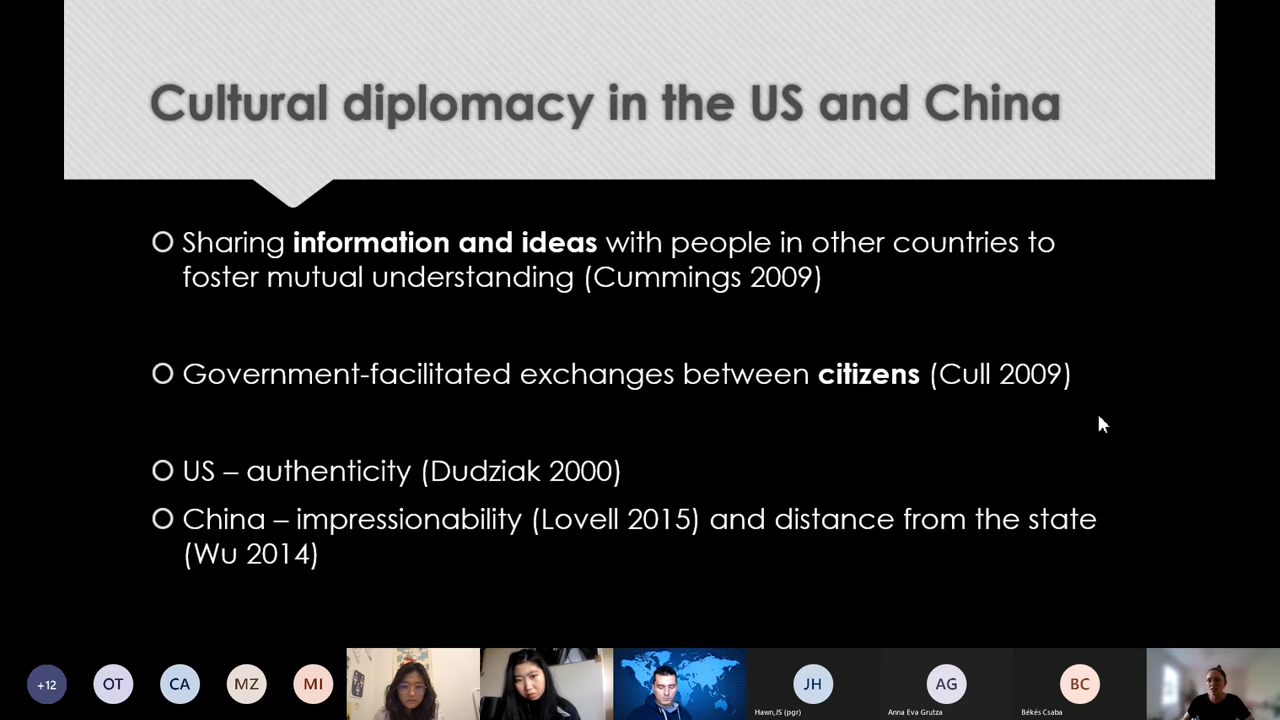 Cultural diplomacy in the US and China
Sharing information and ideas with people in other countries to
foster mutual understanding (Cummings 2009)
Government-facilitated exchanges between citizens (Cull 2009)
US – authenticity (Dudziak 2000)
China – impressionability (Lovell 2015) and distance from the state
(Wu 2014)
+12
OT
CA
MZ
MI
JH
AG
BC
Hawn,JS (pgr)
Anna Eva Grutza
Békés Csaba